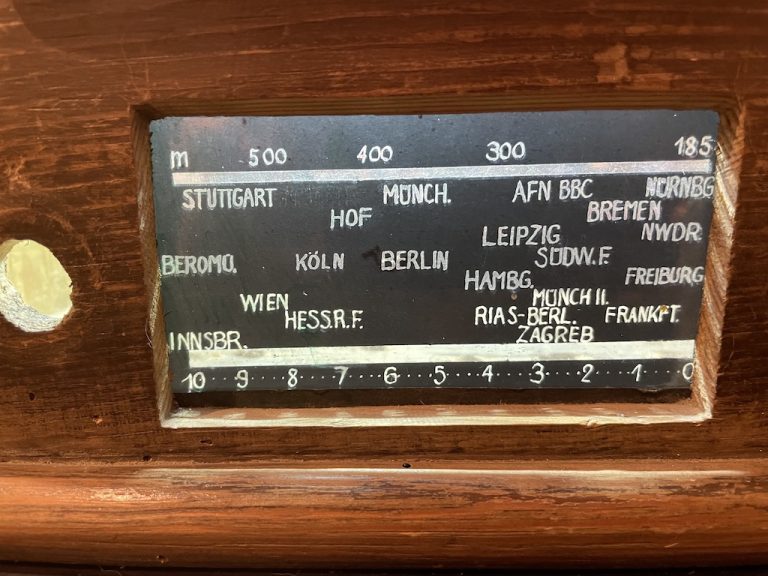 m 500 400 300 185
STUTTGART MÜNCH. AFN BBC NÜRNBG
HOF BREMEN
LEIPZIG NWDR.
BEROMÜ. KÖLN BERLIN SÜDW.F.
HAMBG. FREIBURG
WIEN MÜNCH II.
HESS.R.F. RIAS-BERL. FRANKFT.
INNSBR. ZAGREB
10 · · · 9 · · · 8 · · · 7 · · · 6 · · · 5 · · · 4 · · · 3 · · · 2 · · · 1 · · · 0